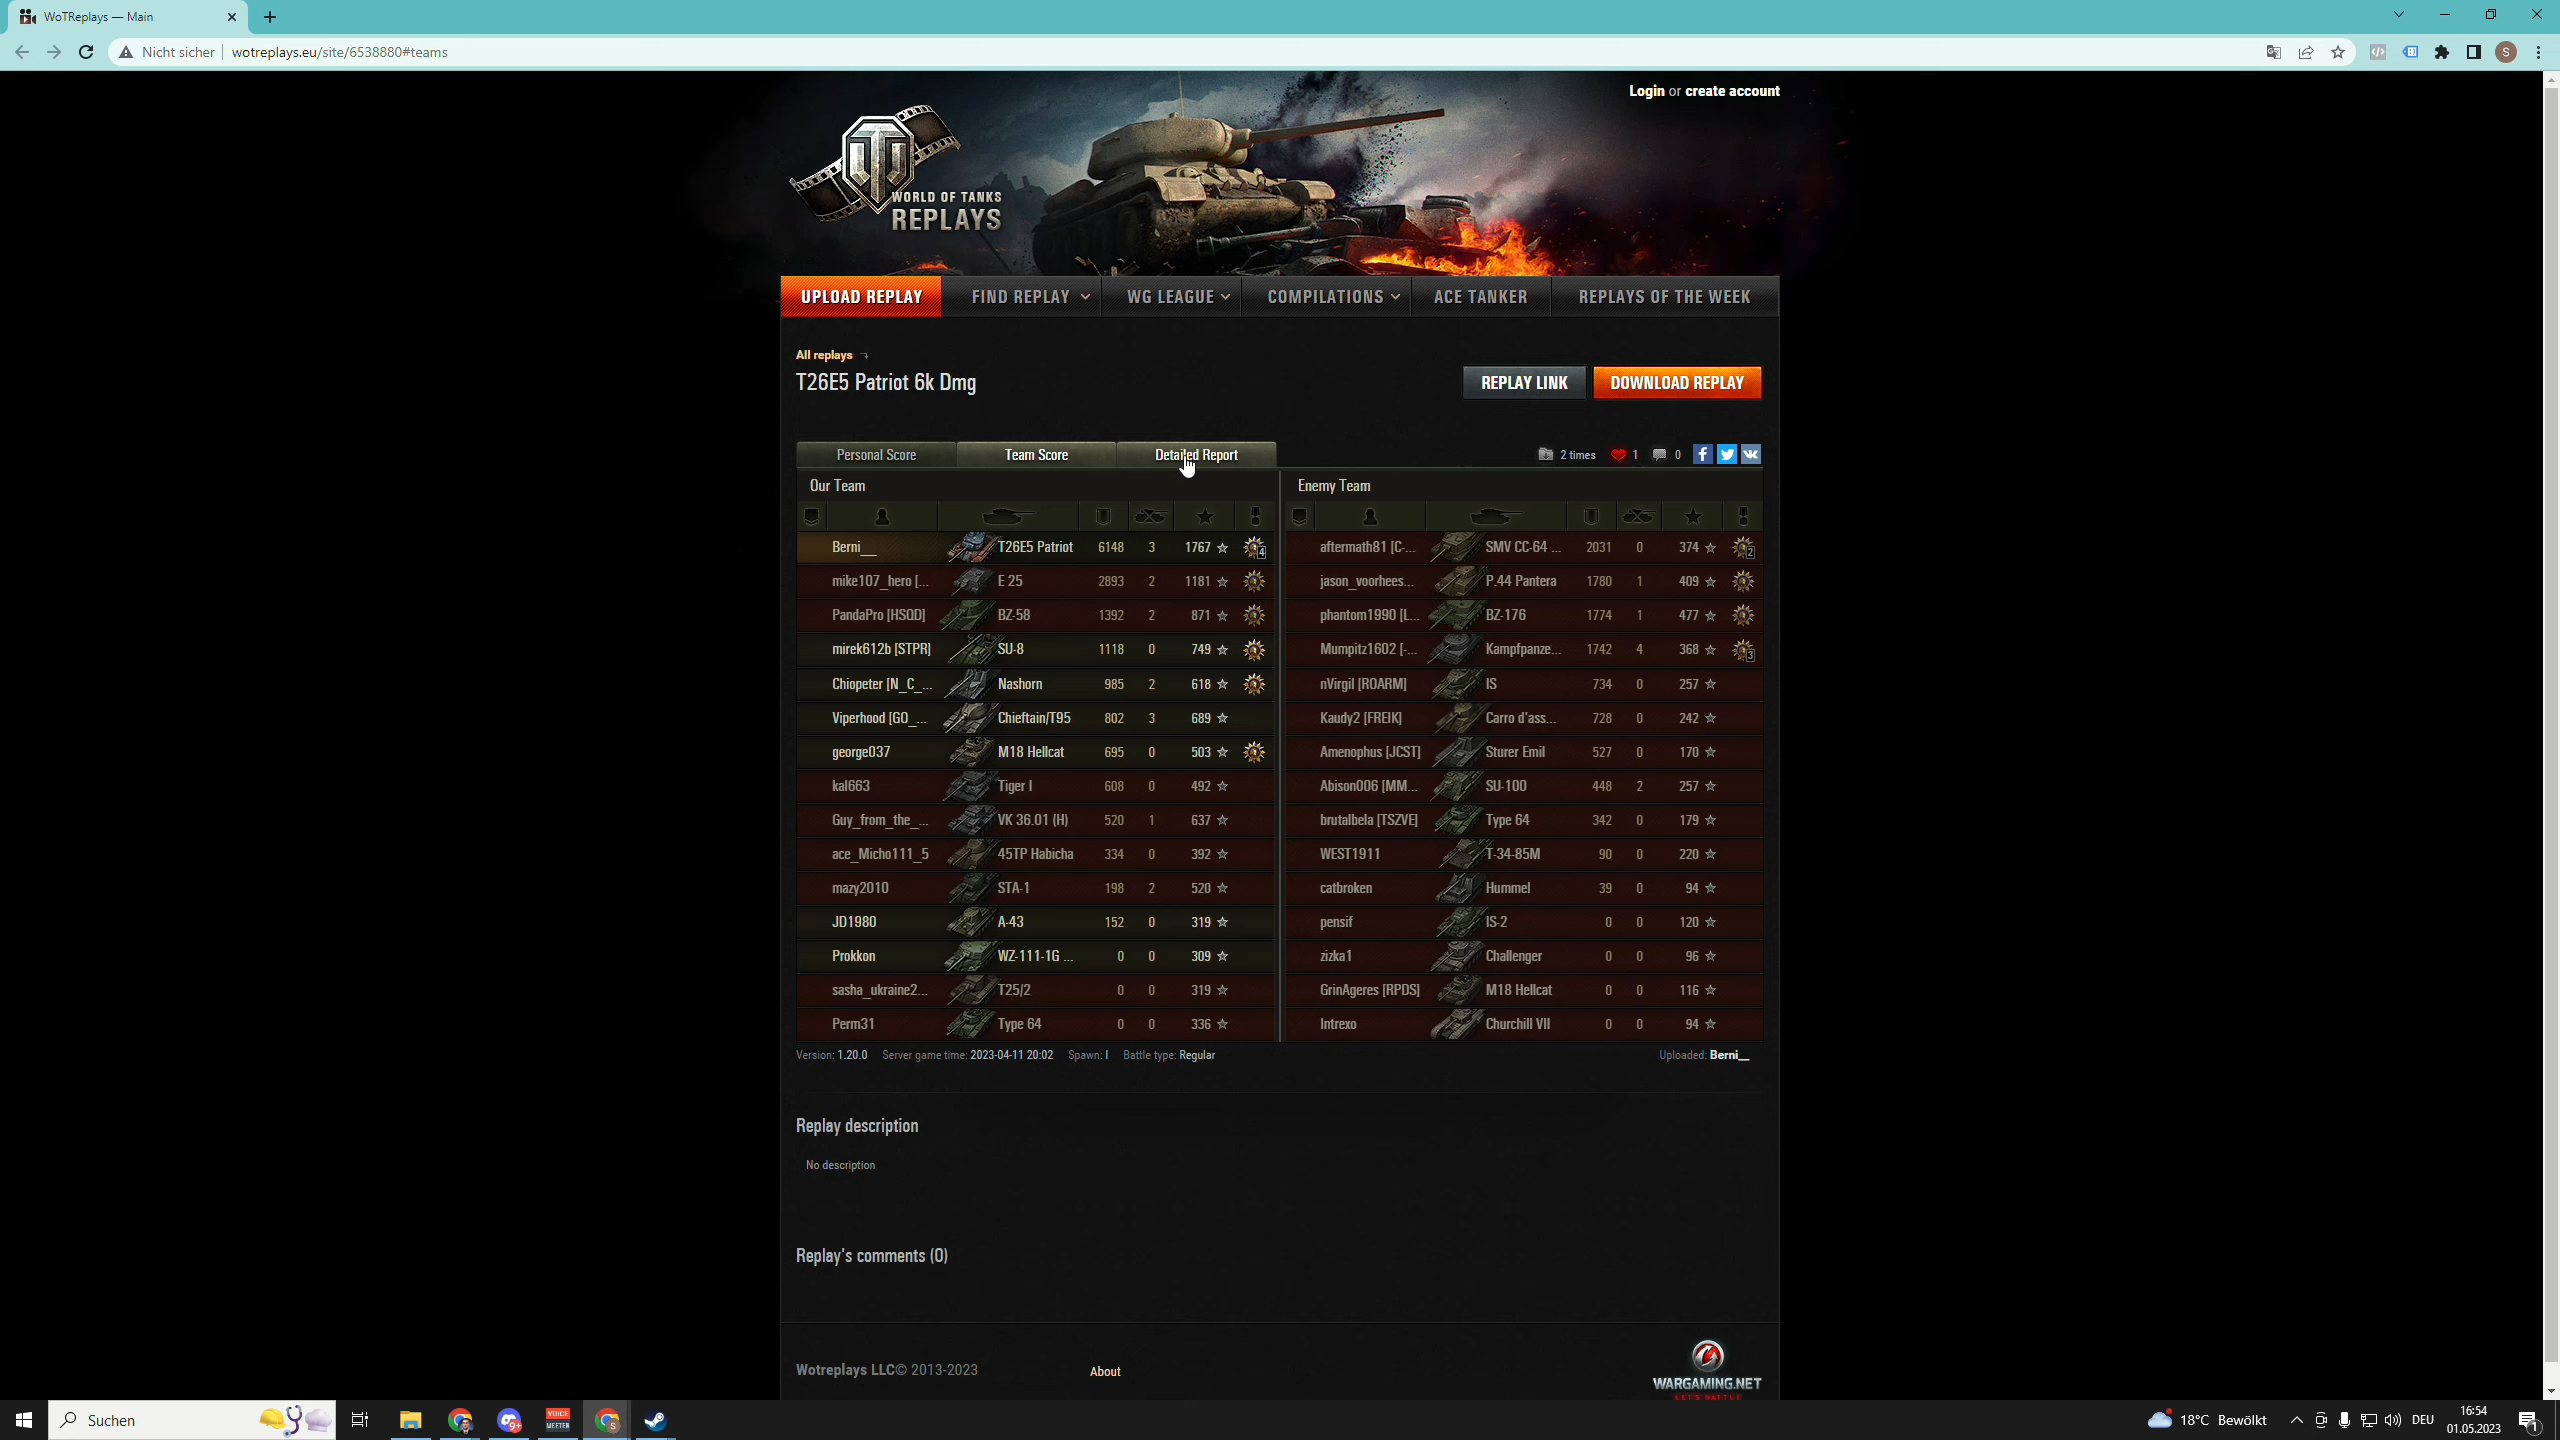 WoTReplays — Main
Nicht sicher wotreplays.eu/site/6538880#teams
S
Login or create account
WORLD OF TANKS
REPLAYS
UPLOAD REPLAY FIND REPLAY WG LEAGUE COMPILATIONS ACE TANKER REPLAYS OF THE WEEK
All replays
T26E5 Patriot 6k Dmg
REPLAY LINK DOWNLOAD REPLAY
Personal Score Team Score Detailed Report 2 times 1 0
Our Team Enemy Team
Berni__ T26E5 Patriot 6148 3 1767 4 aftermath81 [C-... SMV CC-64 ... 2031 0 374 2
mike107_hero [... E 25 2893 2 1181 jason_voorhees... P.44 Pantera 1780 1 409
PandaPro [HSQD] BZ-58 1392 2 871 phantom1990 [L... BZ-176 1774 1 477
mirek612b [STPR] SU-8 1118 0 749 Mumpitz1602 [-... Kampfpanze... 1742 4 368 3
Chiopeter [N_C_... Nashorn 985 2 618 nVirgil [ROARM] IS 734 0 257
Viperhood [GO_... Chieftain/T95 802 3 689 Kaudy2 [FREIK] Carro d'ass... 728 0 242
george037 M18 Hellcat 695 0 503 Amenophus [JCST] Sturer Emil 527 0 170
kal663 Tiger I 608 0 492 Abison006 [MM... SU-100 448 2 257
Guy_from_the_... VK 36.01 (H) 520 1 637 brutalbela [TSZVE] Type 64 342 0 179
ace_Micho111_5 45TP Habicha 334 0 392 WEST1911 T-34-85M 90 0 220
mazy2010 STA-1 198 2 520 catbroken Hummel 39 0 94
JD1980 A-43 152 0 319 pensif IS-2 0 0 120
Prokkon WZ-111-1G ... 0 0 309 zizka1 Challenger 0 0 96
sasha_ukraine2... T25/2 0 0 319 GrinAgeres [RPDS] M18 Hellcat 0 0 116
Perm31 Type 64 0 0 336 Intrexo Churchill VII 0 0 94
Version: 1.20.0 Server game time: 2023-04-11 20:02 Spawn: I Battle type: Regular Uploaded: Berni__
Replay description
No description
Replay's comments (0)
Wotreplays LLC© 2013-2023 About
WARGAMING.NET
LET'S BATTLE
Suchen 9+ VOICE MEETER S 18°C Bewölkt DEU 16:54
01.05.2023 1